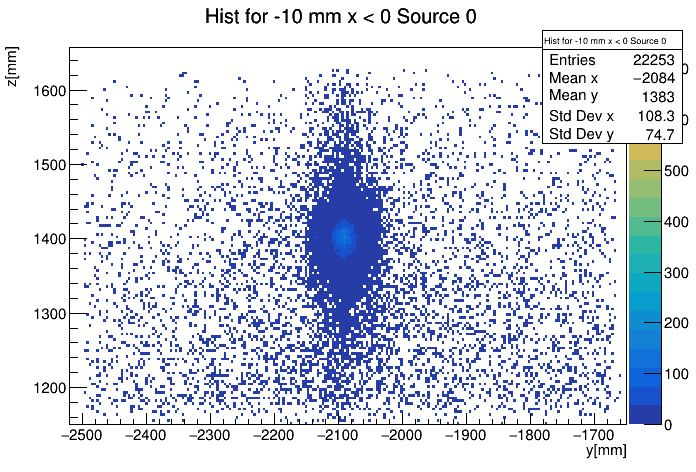 Hist for -10 mm x < 0 Source 0
Hist for -10 mm x < 0 Source 0
Entries 22253
Mean x −2084
Mean y 1383
Std Dev x 108.3
Std Dev y 74.7
z[mm]
1600
1500
1400
1300
1200
−2500 −2400 −2300 −2200 −2100 −2000 −1900 −1800 −1700
y[mm]
500
400
300
200
100
0